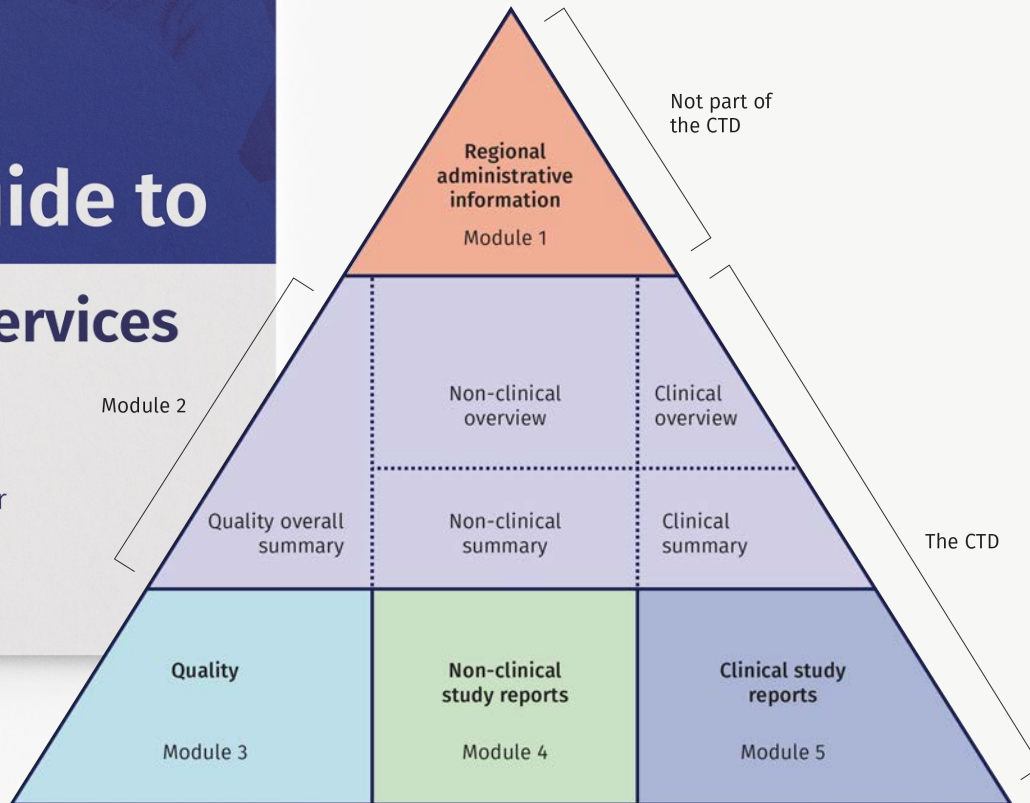 ide to
ervices
r
Not part of
the CTD
Regional
administrative
information
Module 1
Module 2
Non-clinical
overview
Clinical
overview
Quality overall
summary
Non-clinical
summary
Clinical
summary
The CTD
Quality
Module 3
Non-clinical
study reports
Module 4
Clinical study
reports
Module 5